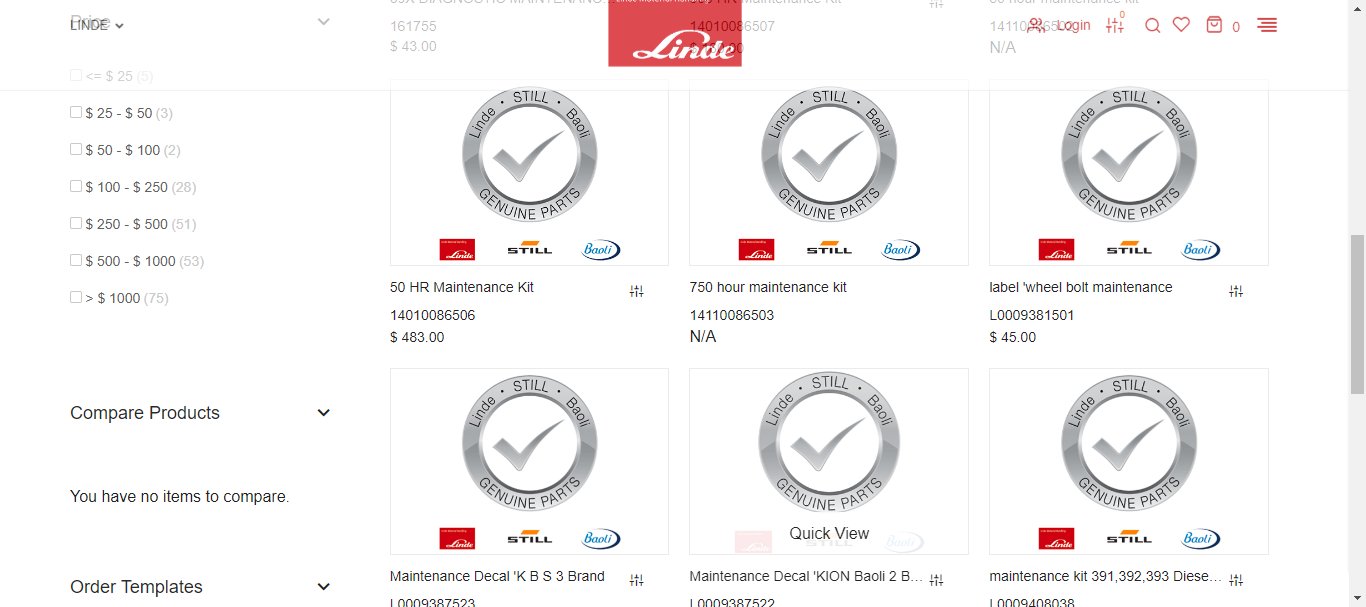 LINDE
Price
Login
0
0
<= $ 25 (5)
$ 25 - $ 50 (3)
$ 50 - $ 100 (2)
$ 100 - $ 250 (28)
$ 250 - $ 500 (51)
$ 500 - $ 1000 (53)
> $ 1000 (75)
Compare Products
You have no items to compare.
Order Templates
161755
$ 43.00
Linde
14010086507
N/A
Linde · STILL · Baoli
GENUINE PARTS
Linde STILL Baoli
50 HR Maintenance Kit
14010086506
$ 483.00
Linde · STILL · Baoli
GENUINE PARTS
Linde STILL Baoli
750 hour maintenance kit
14110086503
N/A
Linde · STILL · Baoli
GENUINE PARTS
Linde STILL Baoli
label 'wheel bolt maintenance
L0009381501
$ 45.00
Linde · STILL · Baoli
GENUINE PARTS
Linde STILL Baoli
Maintenance Decal 'K B S 3 Brand
L0009387523
Linde · STILL · Baoli
GENUINE PARTS
Quick View
Linde STILL Baoli
Maintenance Decal 'KION Baoli 2 B...
L0009387522
Linde · STILL · Baoli
GENUINE PARTS
Linde STILL Baoli
maintenance kit 391,392,393 Diese...
L0009408038